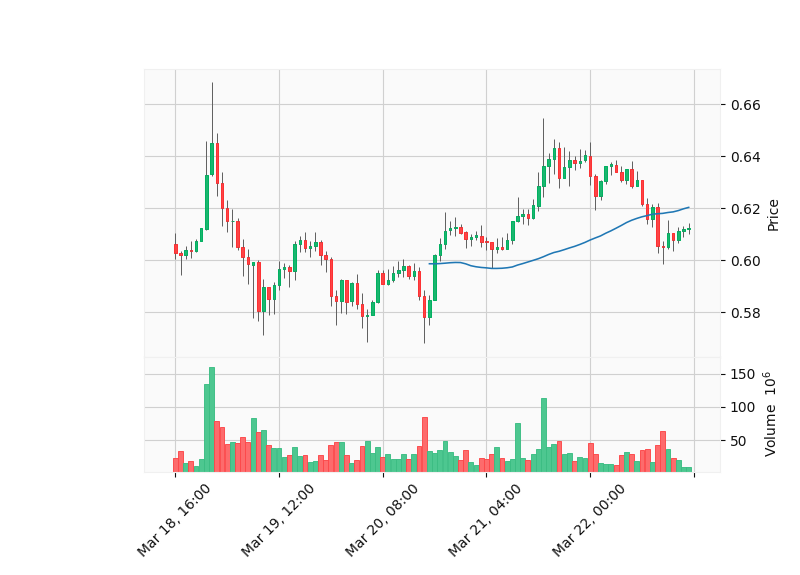 0.66
0.64
0.62
0.60
0.58
Price
150
100
50
Volume 10^6
Mar 18, 16:00
Mar 19, 12:00
Mar 20, 08:00
Mar 21, 04:00
Mar 22, 00:00